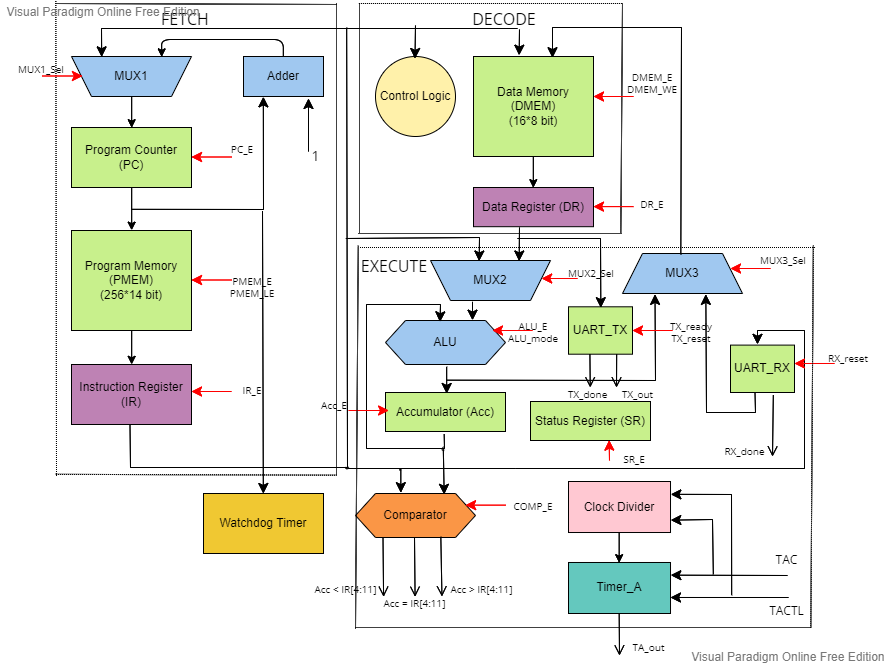 Visual Paradigm Online Free Edition
FETCH
DECODE
MUX1_Sel
MUX1
Adder
Control Logic
Data Memory
(DMEM)
(16*8 bit)
DMEM_E
DMEM_WE
Program Counter
(PC)
PC_E
1
Data Register (DR)
DR_E
Program Memory
(PMEM)
(256*14 bit)
PMEM_E
PMEM_LE
EXECUTE
MUX2
MUX2_Sel
MUX3
MUX3_Sel
ALU
ALU_E
ALU_mode
UART_TX
TX_ready
TX_reset
UART_RX
RX_reset
Instruction Register
(IR)
IR_E
TX_done
TX_out
Acc_E
Accumulator (Acc)
Status Register (SR)
SR_E
RX_done
Watchdog Timer
Comparator
COMP_E
Clock Divider
Timer_A
TAC
TACTL
Acc < IR[4:11]
Acc = IR[4:11]
Acc > IR[4:11]
TA_out
Visual Paradigm Online Free Edition